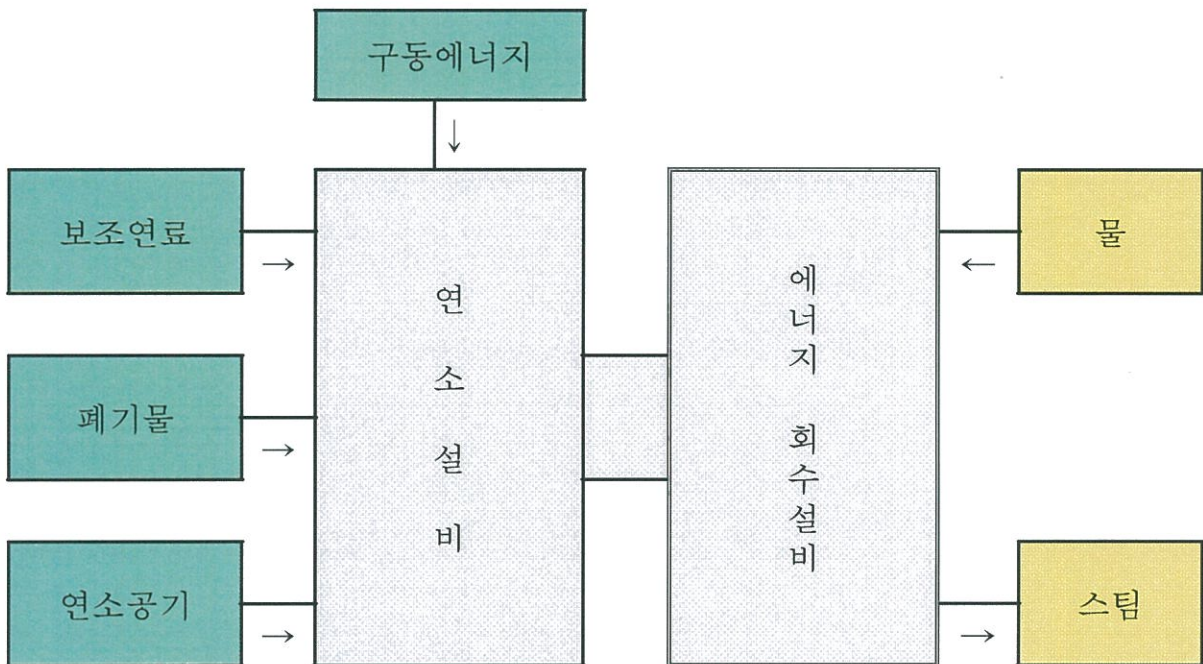 구동에너지
보조연료
폐기물
연소공기
연소설비
에너지 회수설비
물
스팀